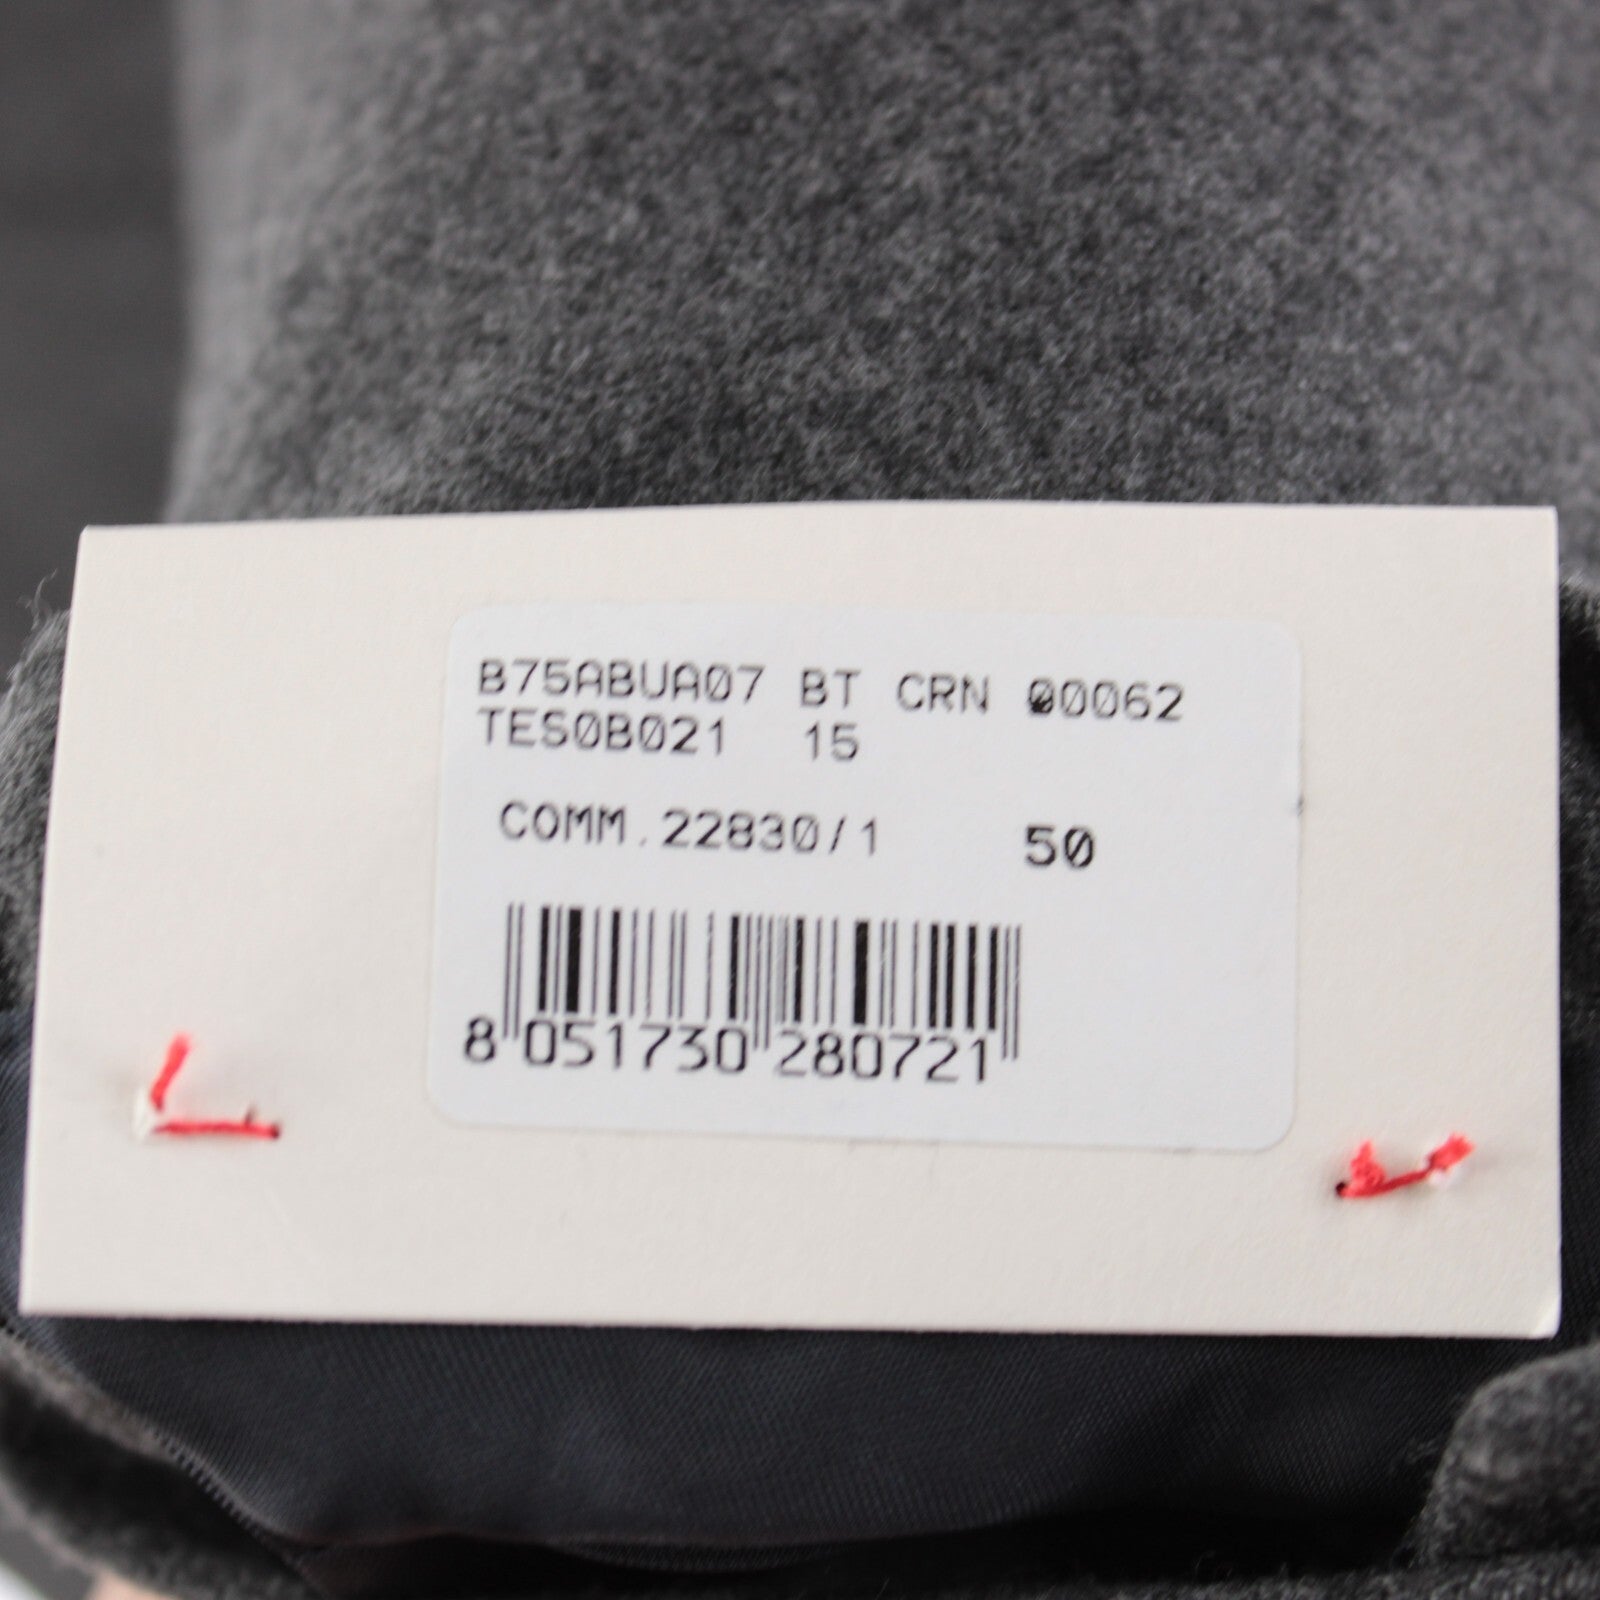 B75ABUA07 BT CRN 00062
TES0B021 15
COMM.22830/1 50
8 051730 280721